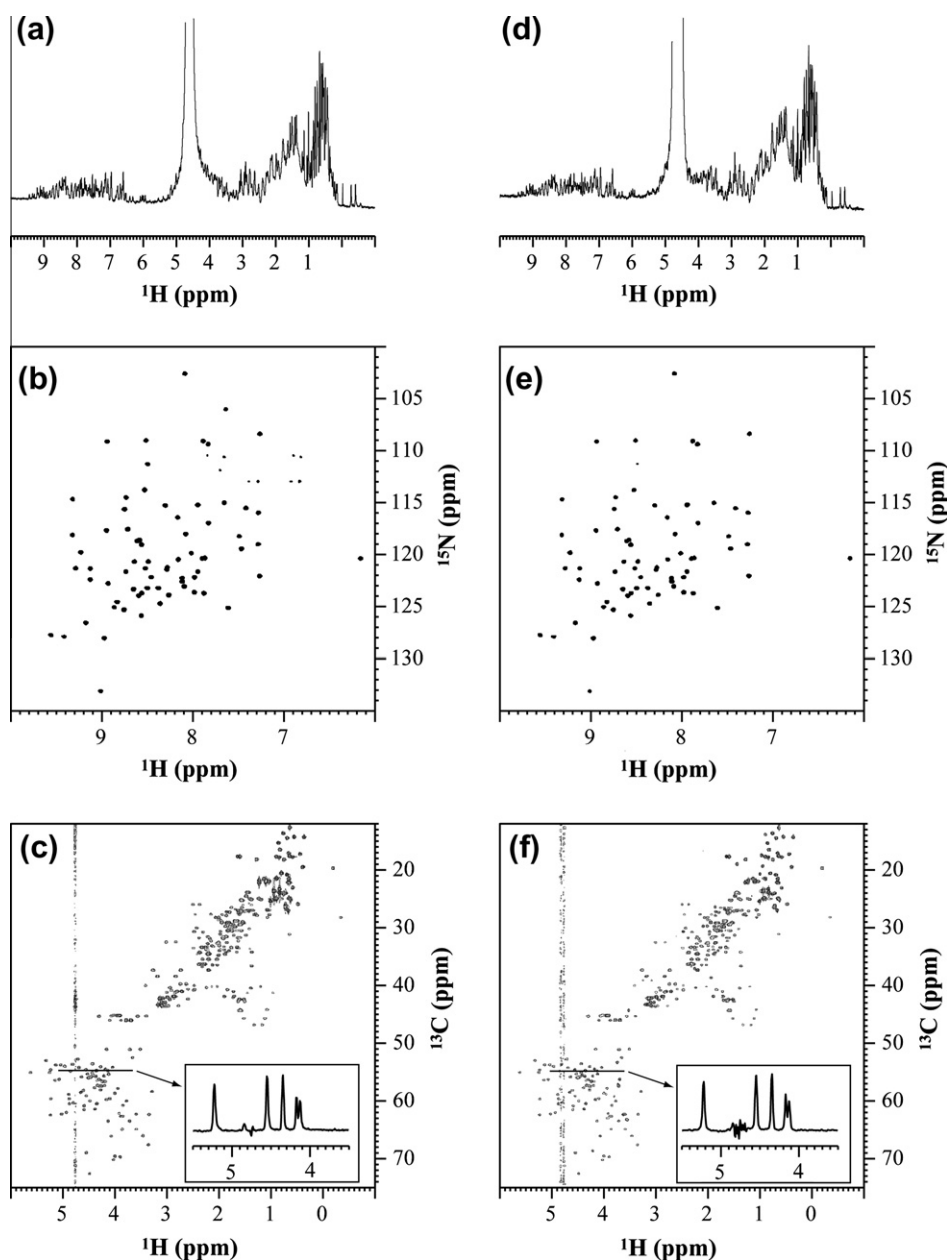 (a)
(d)
9 8 7 6 5 4 3 2 1
9 8 7 6 5 4 3 2 1
¹H (ppm)
¹H (ppm)
(b)
(e)
105
110
115
120
125
130
¹⁵N (ppm)
105
110
115
120
125
130
¹⁵N (ppm)
9 8 7
9 8 7
¹H (ppm)
¹H (ppm)
(c)
(f)
20
30
40
50
60
70
¹³C (ppm)
20
30
40
50
60
70
¹³C (ppm)
5 4
5 4
5 4 3 2 1 0
5 4 3 2 1 0
¹H (ppm)
¹H (ppm)